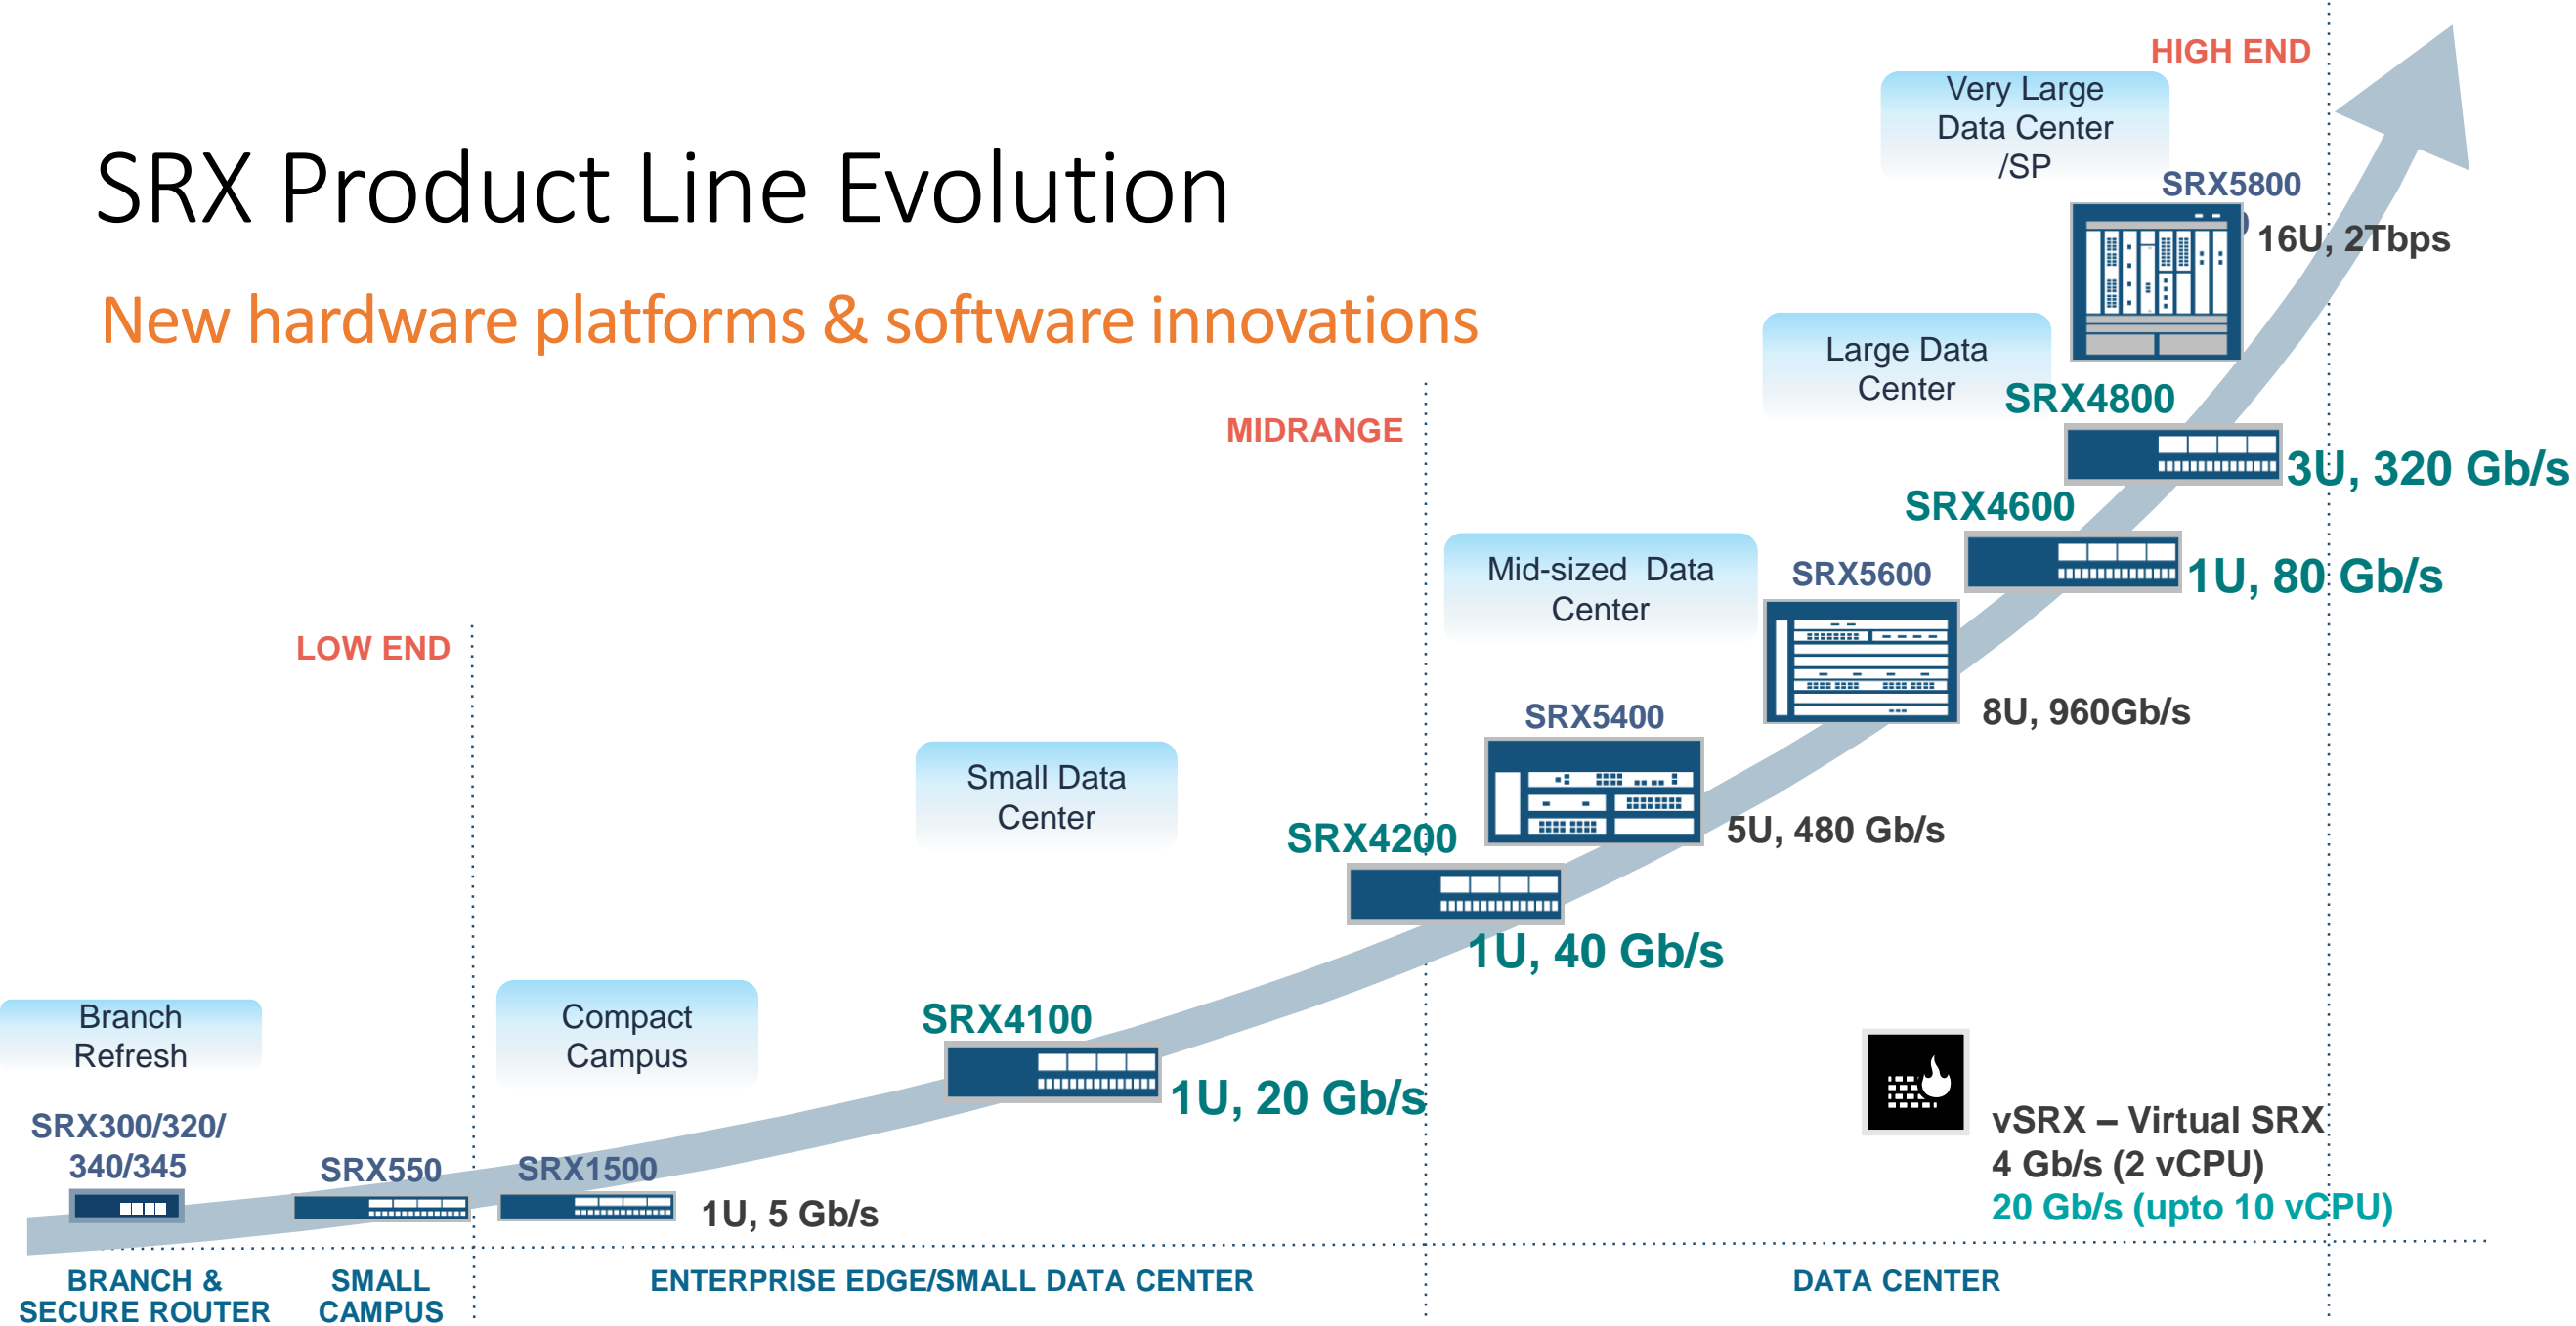 SRX Product Line Evolution
New hardware platforms & software innovations
HIGH END
Very Large
Data Center
/SP
SRX5800
16U, 2Tbps
Large Data
Center
SRX4800
3U, 320 Gb/s
MIDRANGE
SRX4600
1U, 80 Gb/s
Mid-sized Data
Center
SRX5600
8U, 960Gb/s
LOW END
SRX5400
5U, 480 Gb/s
Small Data
Center
SRX4200
1U, 40 Gb/s
Branch
Refresh
Compact
Campus
SRX4100
1U, 20 Gb/s
SRX300/320/
340/345
SRX550
SRX1500
1U, 5 Gb/s
vSRX – Virtual SRX
4 Gb/s (2 vCPU)
20 Gb/s (upto 10 vCPU)
BRANCH &
SECURE ROUTER
SMALL
CAMPUS
ENTERPRISE EDGE/SMALL DATA CENTER
DATA CENTER